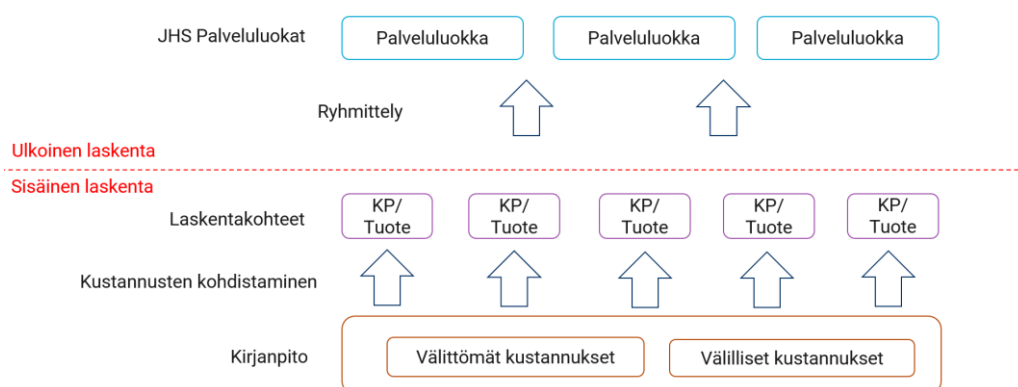 JHS Palveluluokat
Palveluluokka
Palveluluokka
Palveluluokka
Ryhmittely
Ulkoinen laskenta
Sisäinen laskenta
Laskentakohteet
KP/
Tuote
KP/
Tuote
KP/
Tuote
KP/
Tuote
KP/
Tuote
Kustannusten kohdistaminen
Kirjanpito
Välittömät kustannukset
Välilliset kustannukset